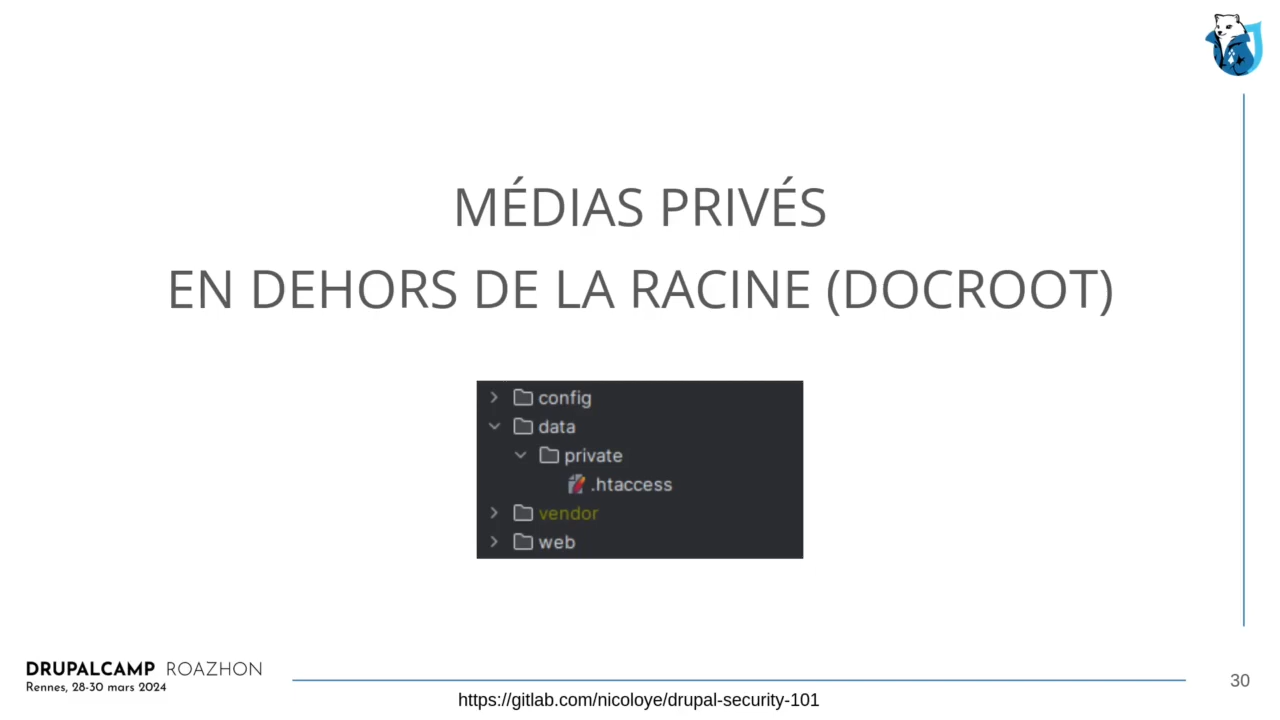 MÉDIAS PRIVÉS
EN DEHORS DE LA RACINE (DOCROOT)
config
data
private
.htaccess
vendor
web
DRUPALCAMP ROAZHON
Rennes, 28-30 mars 2024
https://gitlab.com/nicoloye/drupal-security-101
30